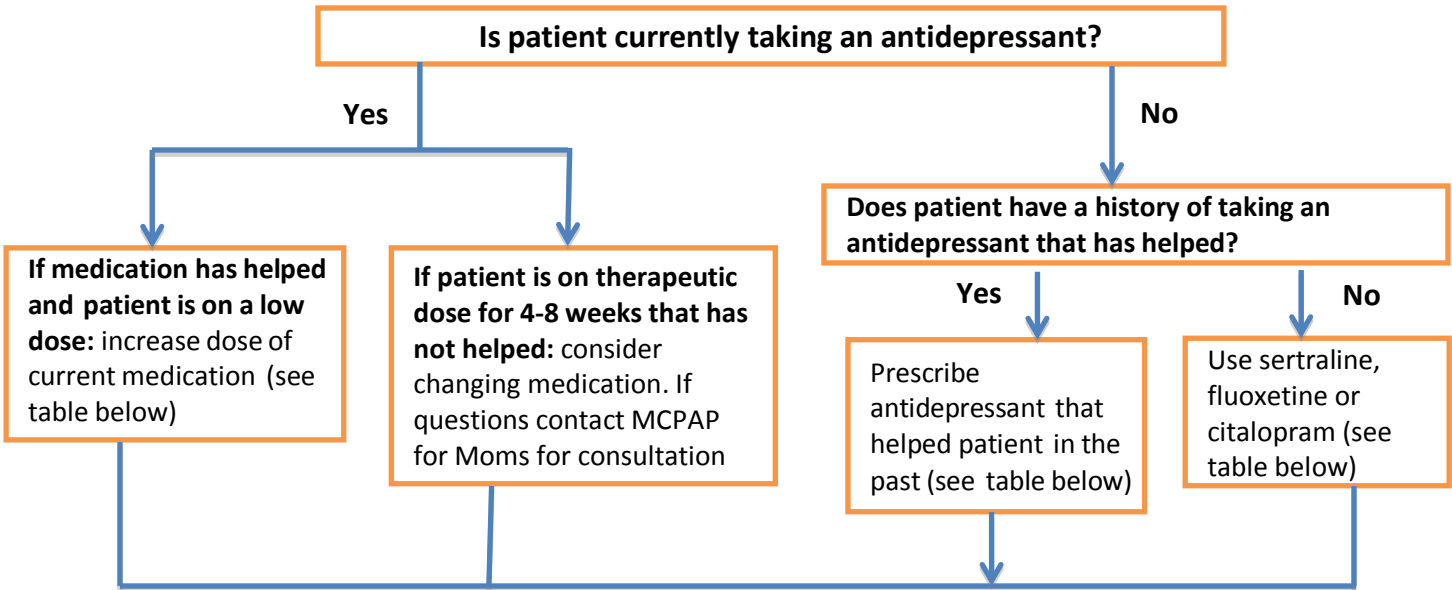 Is patient currently taking an antidepressant?
Yes
No
Does patient have a history of taking an
antidepressant that has helped?
If medication has helped
and patient is on a low
dose: increase dose of
current medication (see
table below)
If patient is on therapeutic
dose for 4-8 weeks that has
not helped: consider
changing medication. If
questions contact MCPAP
for Moms for consultation
Yes
No
Prescribe
antidepressant that
helped patient in the
past (see table below)
Use sertraline,
fluoxetine or
citalopram (see
table below)